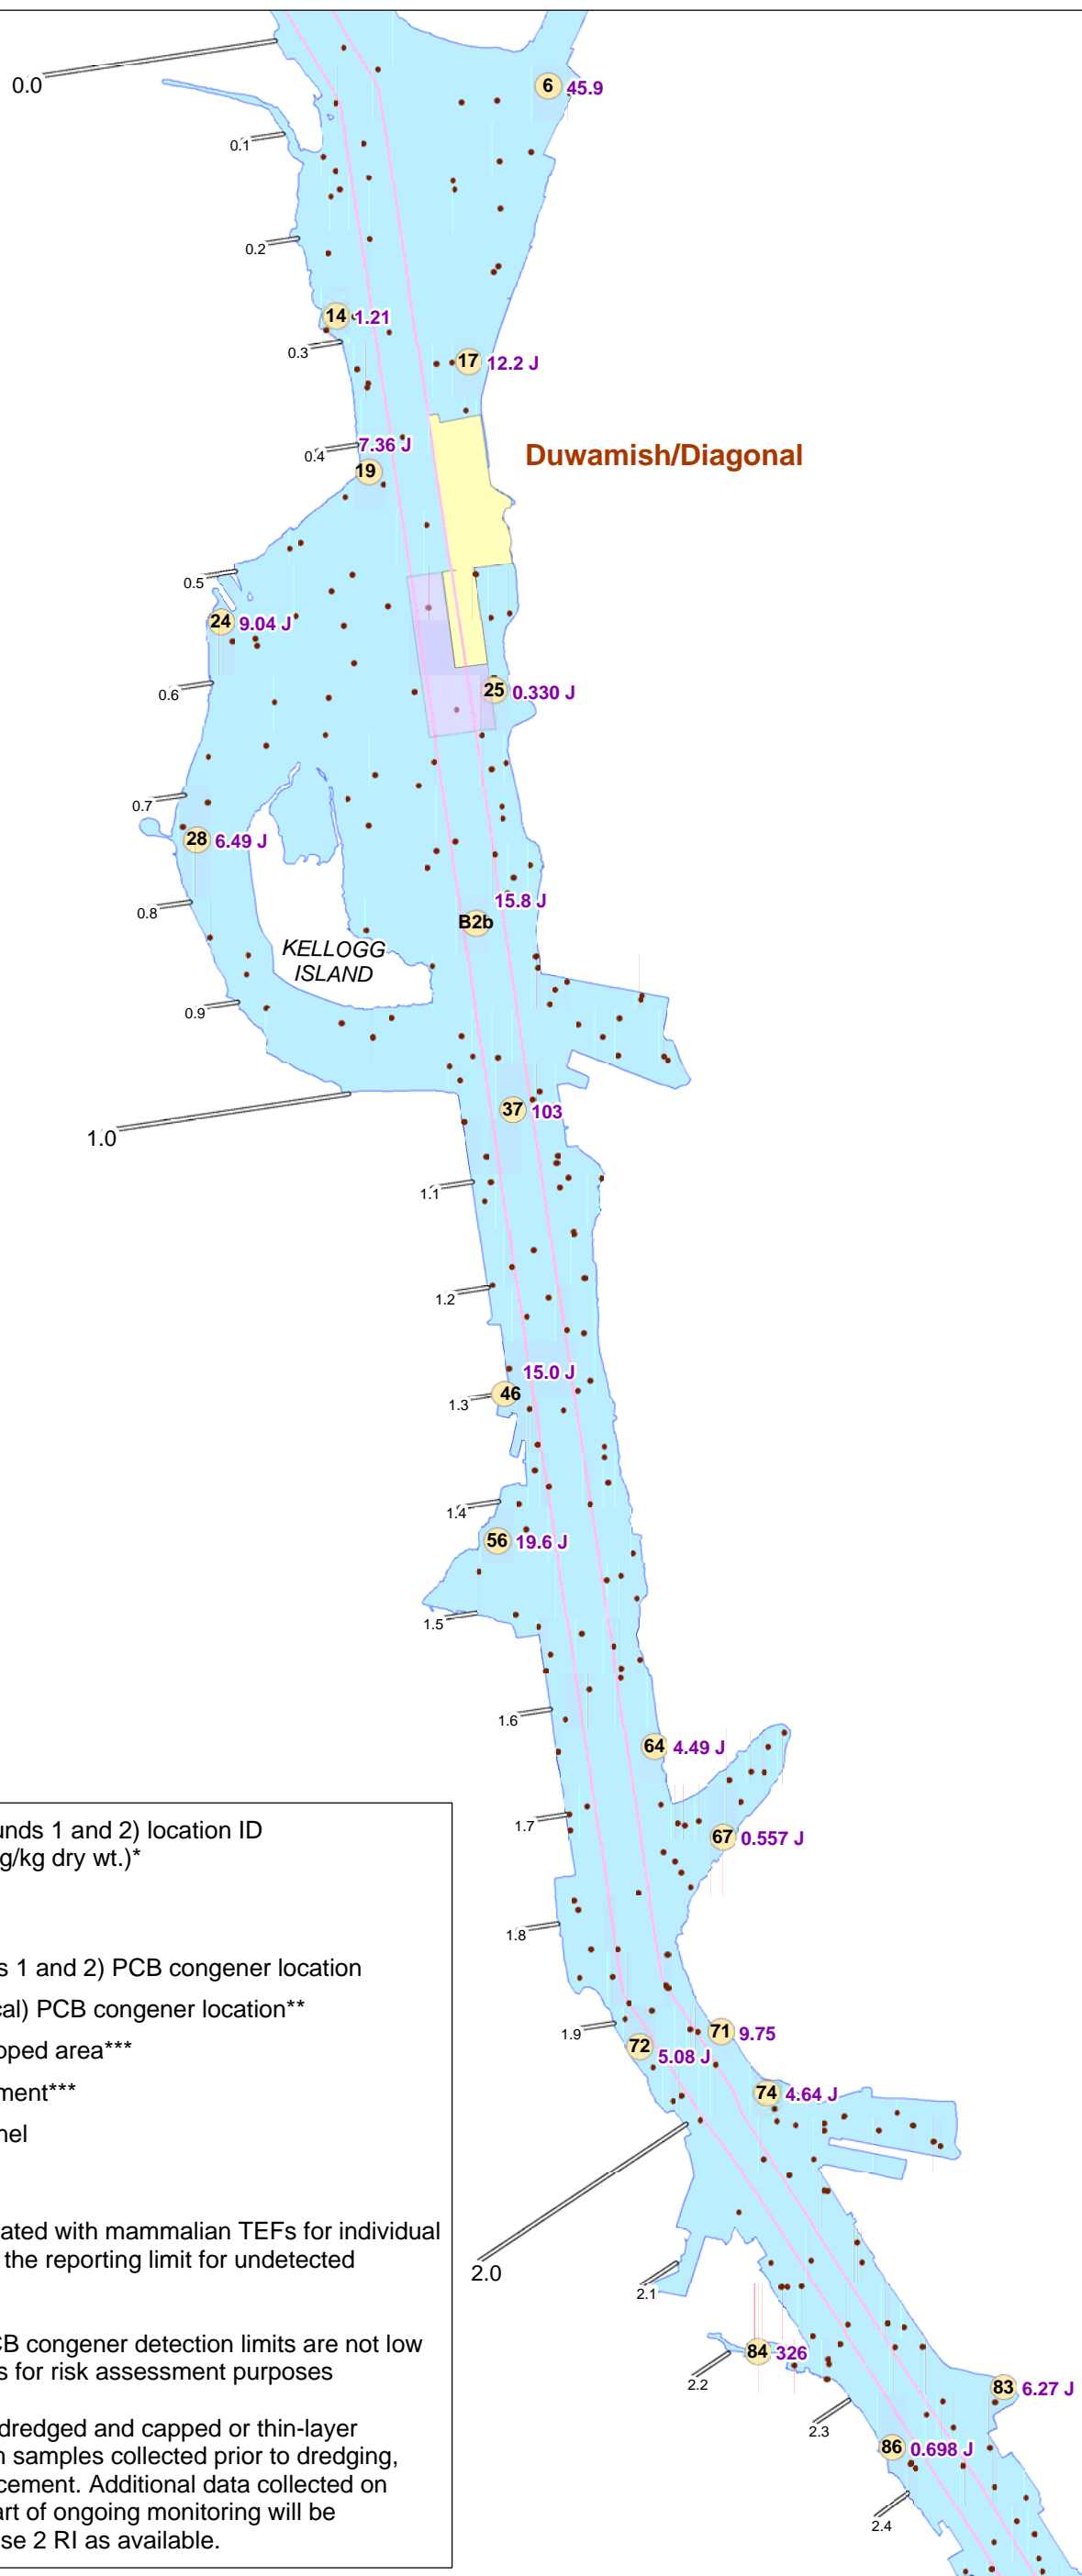 0.0
6 45.9
0.1
0.2
14 1.21
0.3
17 12.2 J
7.36 J
0.4
19
Duwamish/Diagonal
0.5
24 9.04 J
0.6
25 0.330 J
0.7
28 6.49 J
15.8 J
0.8
B2b
KELLOGG
ISLAND
0.9
37 103
1.0
1.1
1.2
15.0 J
46
1.3
1.4
56 19.6 J
1.5
1.6
64 4.49 J
1.7
67 0.557 J
1.8
1.9
71 9.75
72 5.08 J
74 4.64 J
2.0
2.1
84 326
2.2
83 6.27 J
2.3
86 0.698 J
2.4
unds 1 and 2) location ID
g/kg dry wt.)*
s 1 and 2) PCB congener location
cal) PCB congener location**
pped area***
ment***
nel
ated with mammalian TEFs for individual
the reporting limit for undetected
CB congener detection limits are not low
s for risk assessment purposes
dredged and capped or thin-layer
n samples collected prior to dredging,
cement. Additional data collected on
art of ongoing monitoring will be
se 2 RI as available.